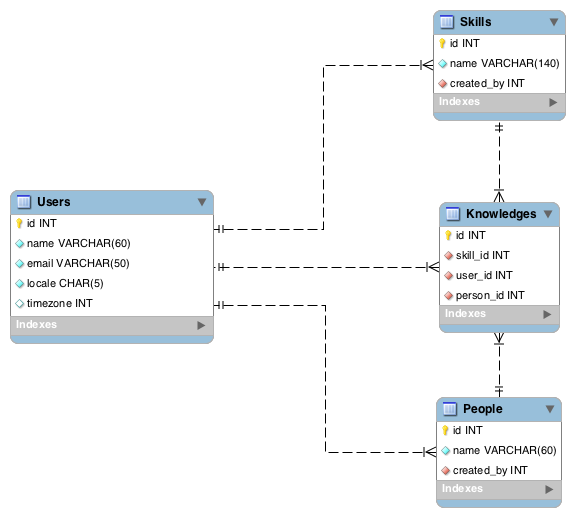 Skills
id INT
name VARCHAR(140)
created_by INT
Indexes
Users
id INT
name VARCHAR(60)
email VARCHAR(50)
locale CHAR(5)
timezone INT
Indexes
Knowledges
id INT
skill_id INT
user_id INT
person_id INT
Indexes
People
id INT
name VARCHAR(60)
created_by INT
Indexes